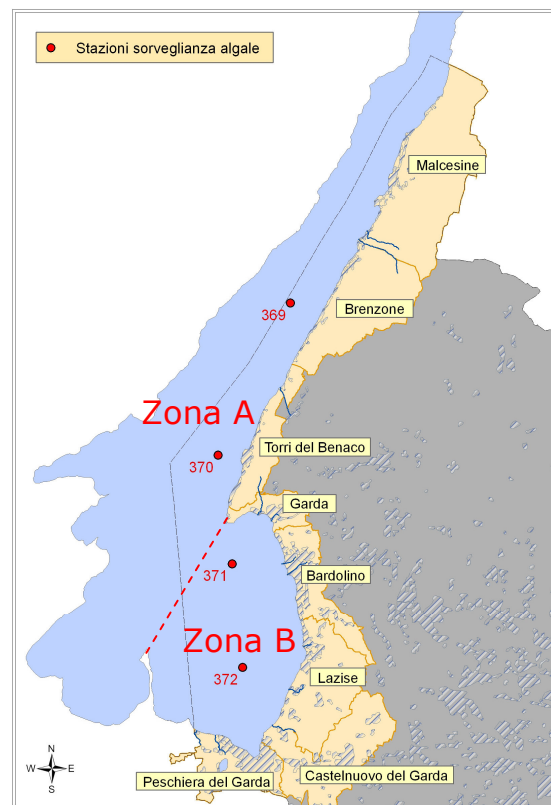 Stazioni sorveglianza algale
Malcesine
369
Brenzone
Zona A
Torri del Benaco
370
Garda
371
Bardolino
Zona B
Lazise
372
N
W E
S
Peschiera del Garda
Castelnuovo del Garda